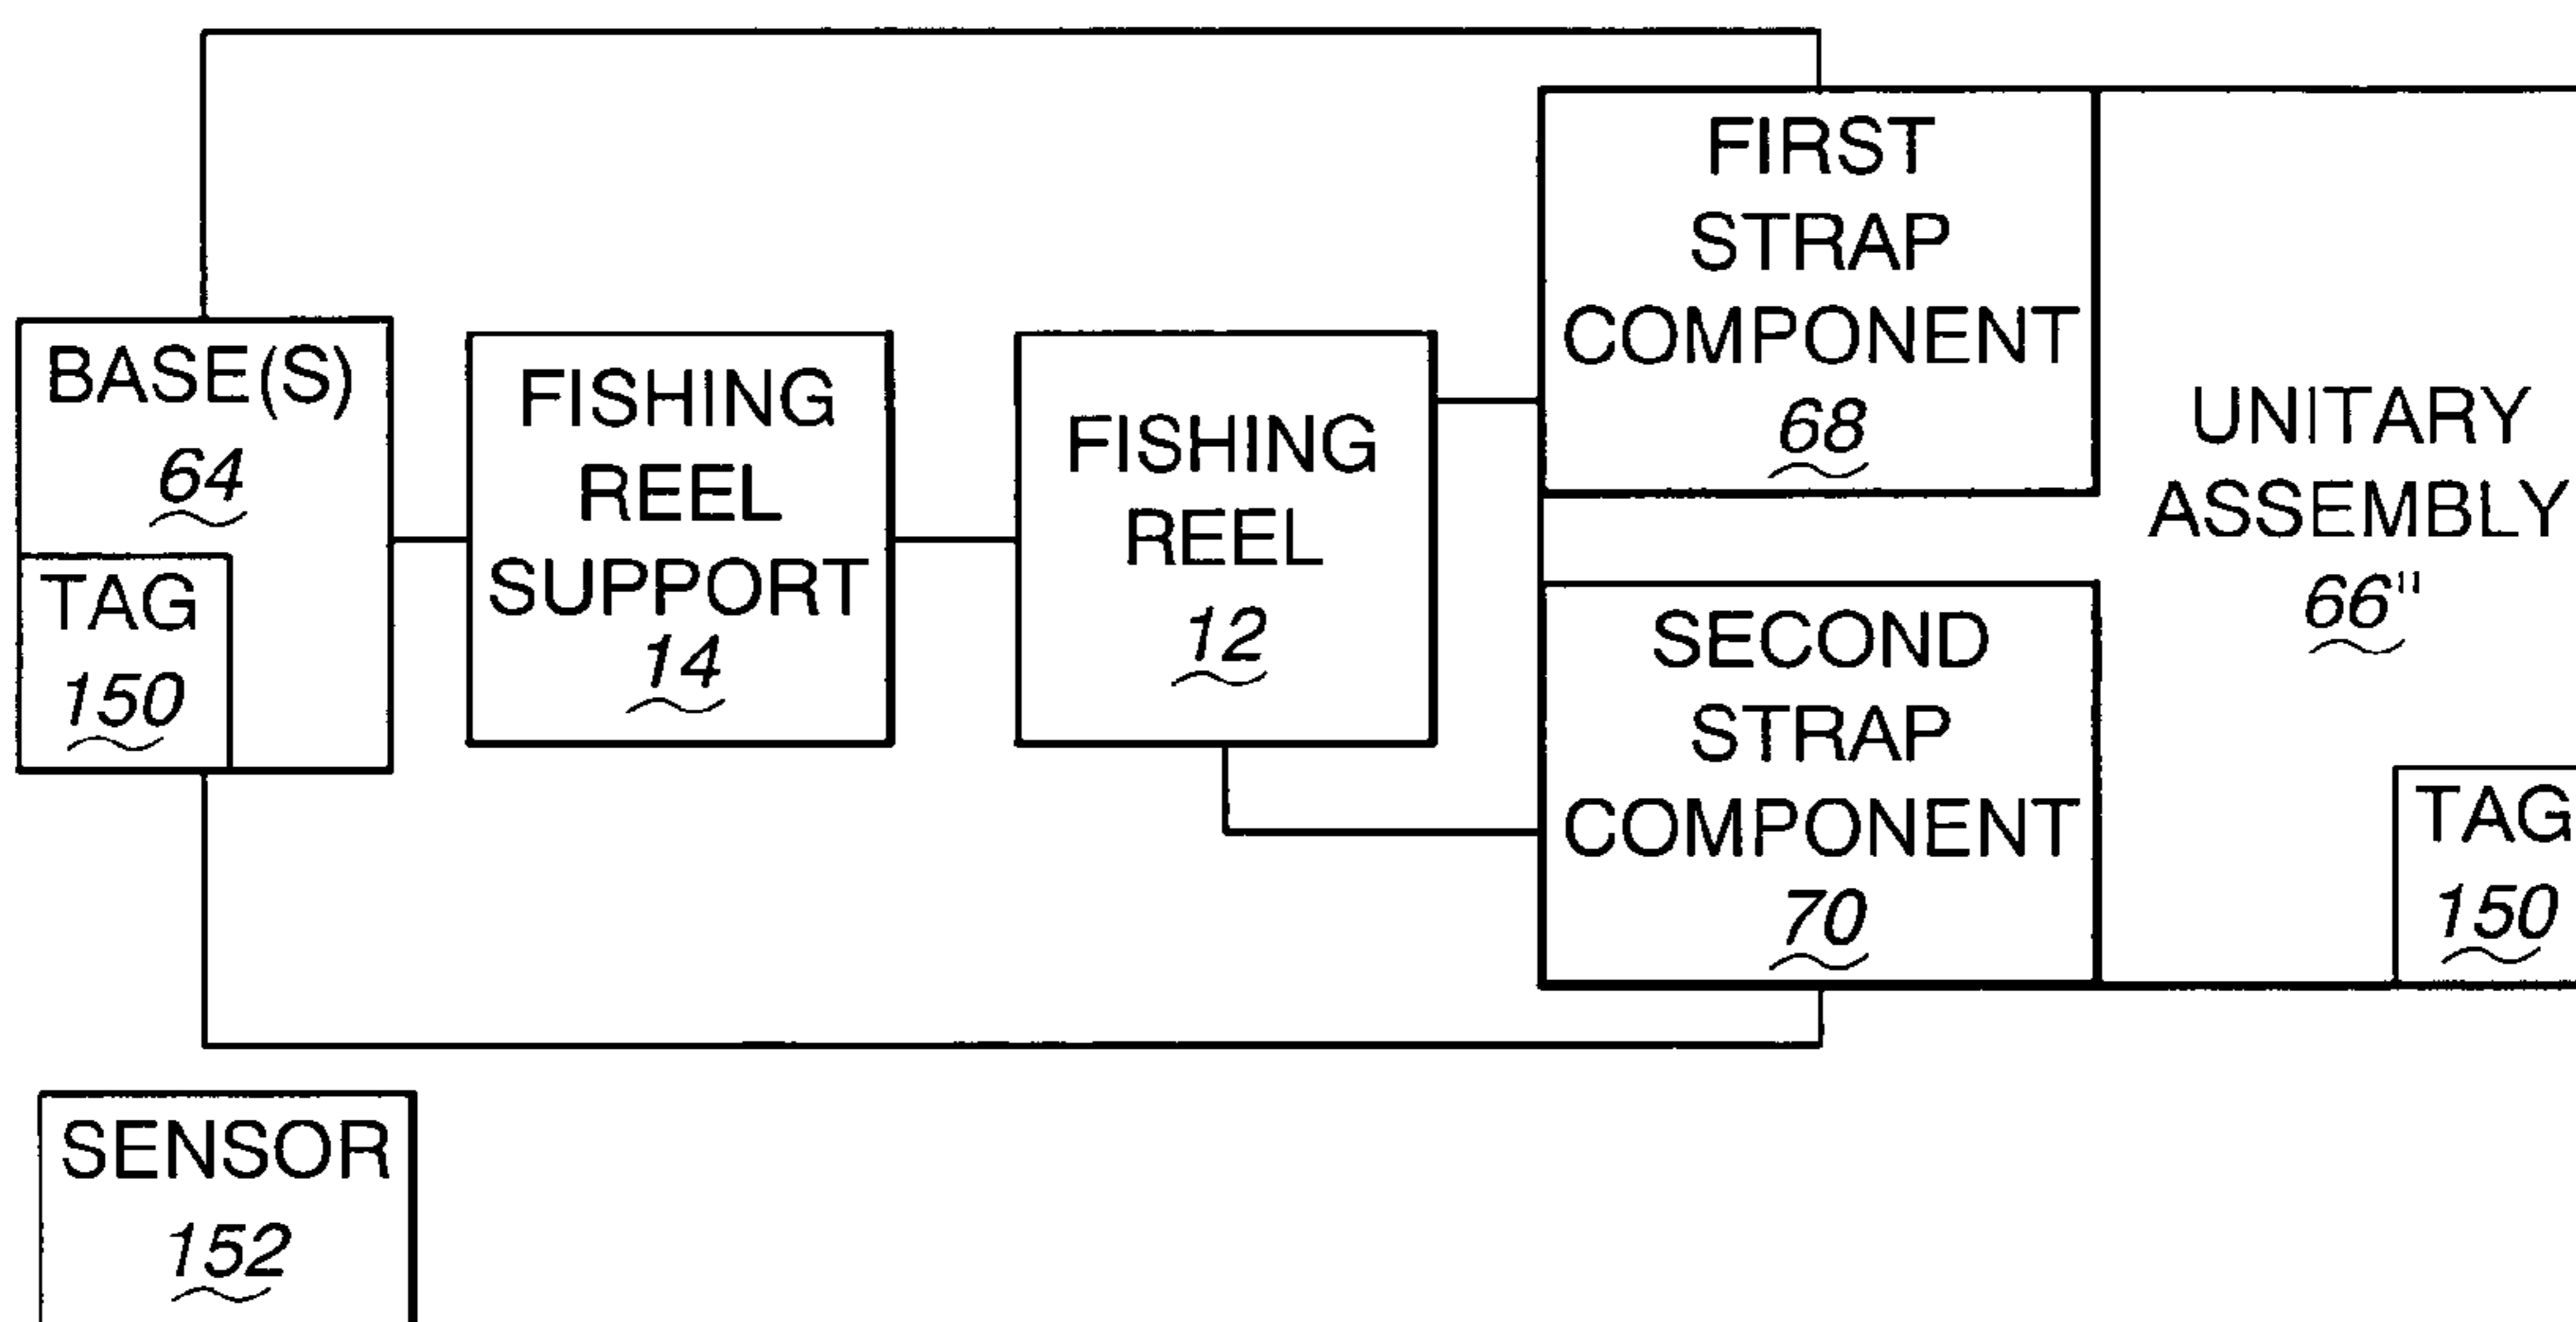 BASE(S)
64
TAG
150
FISHING
REEL
SUPPORT
14
FISHING
REEL
12
FIRST
STRAP
COMPONENT
68
SECOND
STRAP
COMPONENT
70
UNITARY
ASSEMBLY
66"
TAG
150
SENSOR
152